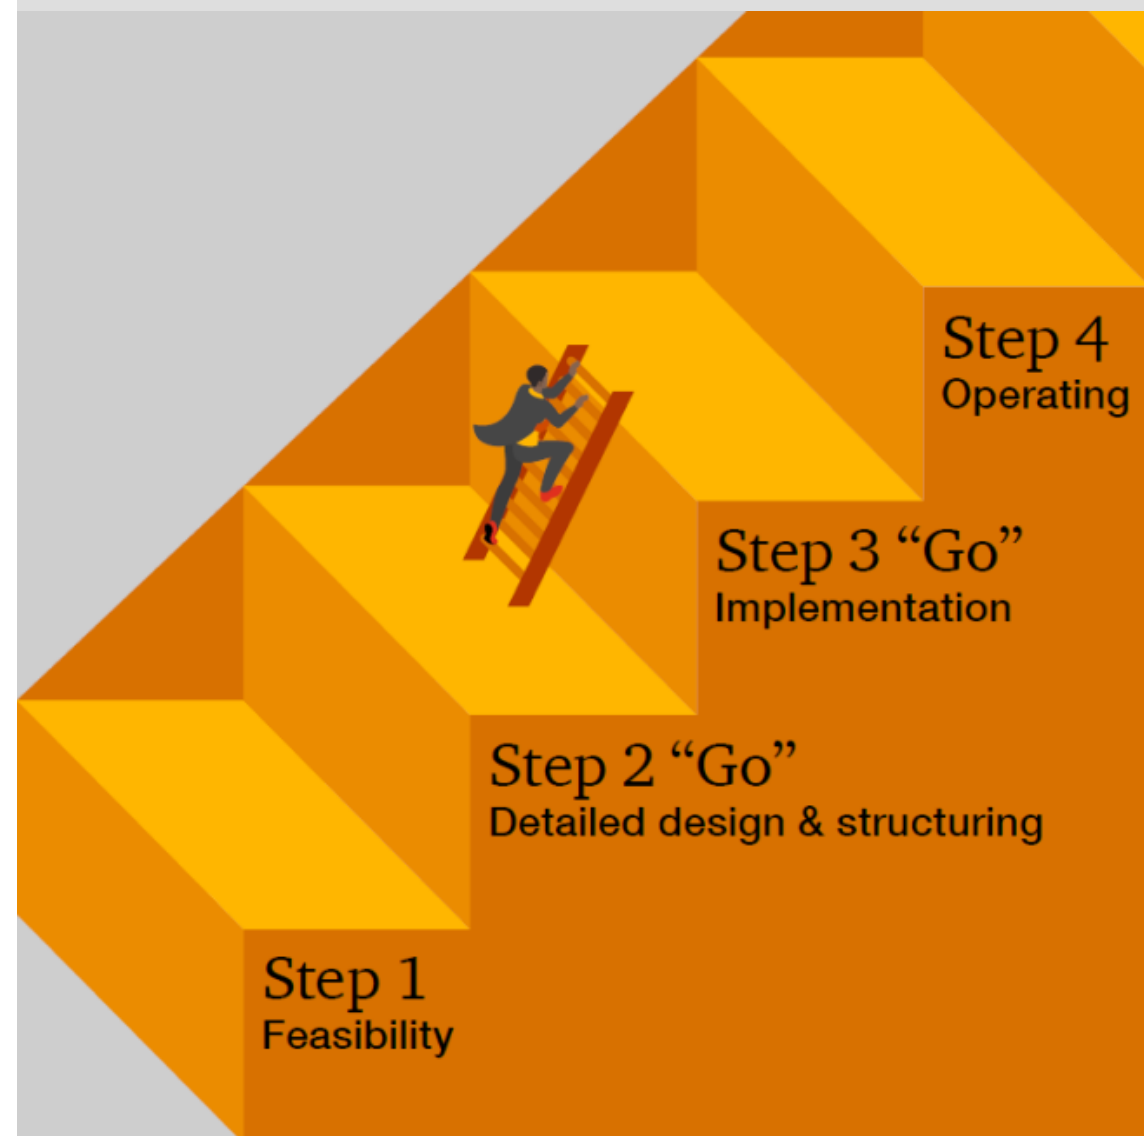 Step 4
Operating
Step 3 “Go”
Implementation
Step 2 “Go”
Detailed design & structuring
Step 1
Feasibility